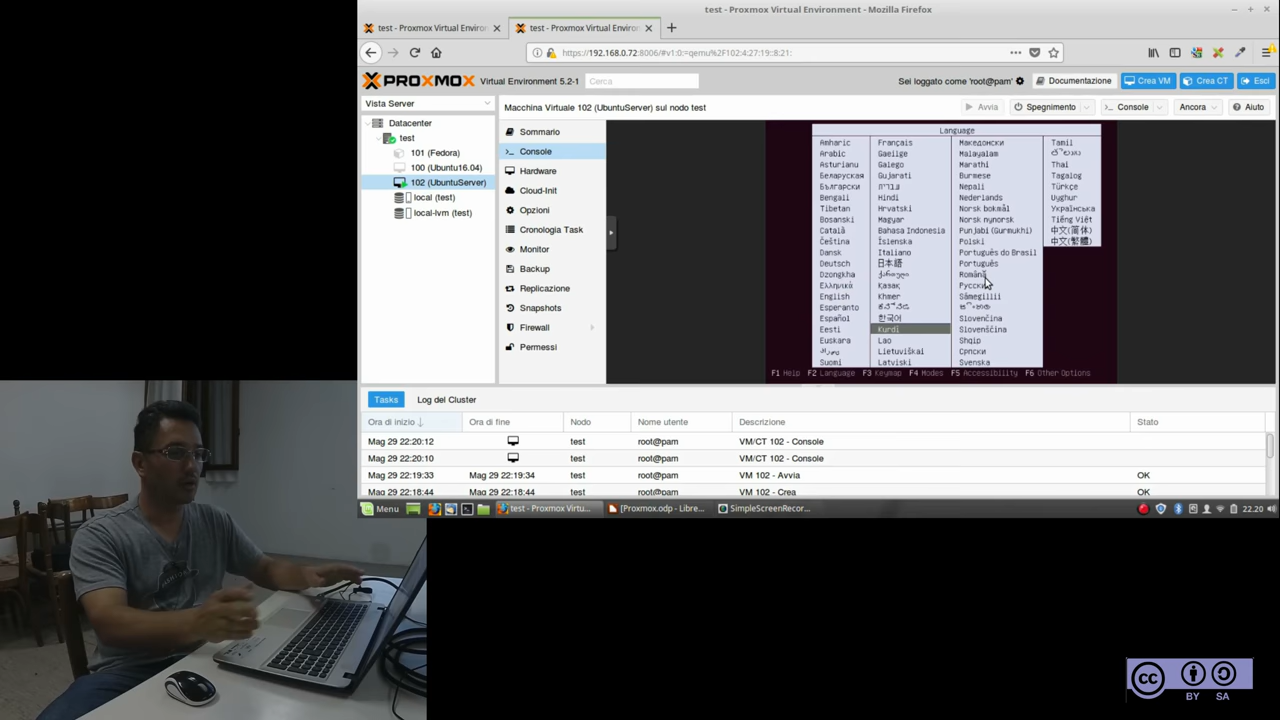 test - Proxmox Virtual Environment - Mozilla Firefox
test - Proxmox Virtual Environ
test - Proxmox Virtual Environ
https://192.168.0.72:8006/#v1:0:=qemu%2F102:4:27:19::8:21:
PROXMOX
Virtual Environment 5.2-1
Cerca
Sei loggato come 'root@pam'
Documentazione
Crea VM
Crea CT
Esci
Vista Server
Datacenter
test
101 (Fedora)
100 (Ubuntu16.04)
102 (UbuntuServer)
local (test)
local-lvm (test)
Macchina Virtuale 102 (UbuntuServer) sul nodo test
Avvia
Spegnimento
Console
Ancora
Aiuto
Sommario
Console
Hardware
Cloud-Init
Opzioni
Cronologia Task
Monitor
Backup
Replicazione
Snapshots
Firewall
Permessi
Language
Amharic
Arabic
Asturianu
Беларуская
Български
Bengali
Tibetan
Bosanski
Català
Čeština
Dansk
Deutsch
Dzongkha
Ελληνικά
English
Esperanto
Español
Eesti
Euskara
Suomi
Français
Gaeilge
Galego
Gujarati
עברית
Hindi
Hrvatski
Magyar
Bahasa Indonesia
Íslenska
Italiano
日本語
ქართული
Қазақ
Khmer
ಕನ್ನಡ
한국어
Kurdî
Lao
Lietuviškai
Latviski
Македонски
Malayalam
Marathi
Burmese
Nepali
Nederlands
Norsk bokmål
Norsk nynorsk
Punjabi (Gurmukhi)
Polski
Português do Brasil
Português
Română
Русск
Sámegillii
Slovenčina
Slovenščina
Shqip
Српски
Svenska
Tamil
తెలుగు
Thai
Tagalog
Türkçe
Uyghur
Українська
Tiếng Việt
中文(简体)
中文(繁體)
F1 Help F2 Language F3 Keymap F4 Modes F5 Accessibility F6 Other Options
Tasks
Log del Cluster
Ora di inizio Ora di fine Nodo Nome utente Descrizione Stato
Mag 29 22:20:12 test root@pam VM/CT 102 - Console
Mag 29 22:20:10 test root@pam VM/CT 102 - Console
Mag 29 22:19:33 Mag 29 22:19:34 test root@pam VM 102 - Avvia OK
Mag 29 22:18:44 Mag 29 22:18:44 test root@pam VM 102 - Crea OK
Menu
test - Proxmox Virtu...
[Proxmox.odp - Libre...
SimpleScreenRecor...
22.20
cc
BY SA